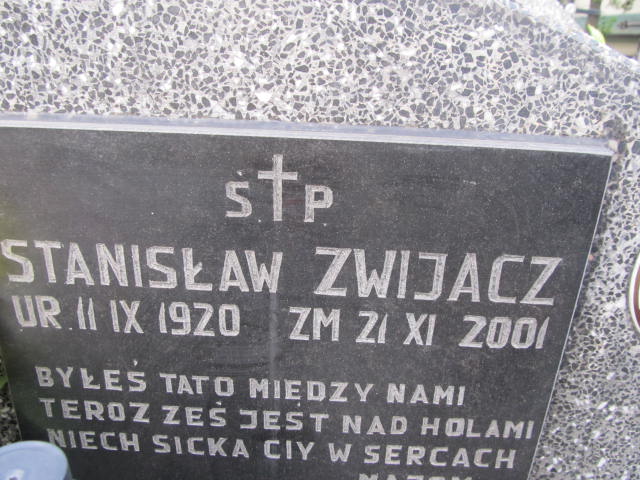 Ś†P
STANISŁAW ZWIJACZ
UR. 11 IX 1920 ZM 21 XI 2001
BYŁEŚ TATO MIĘDZY NAMI
TEROZ ZEŚ JEST NAD HOLAMI
NIECH SICKA CIY W SERCACH